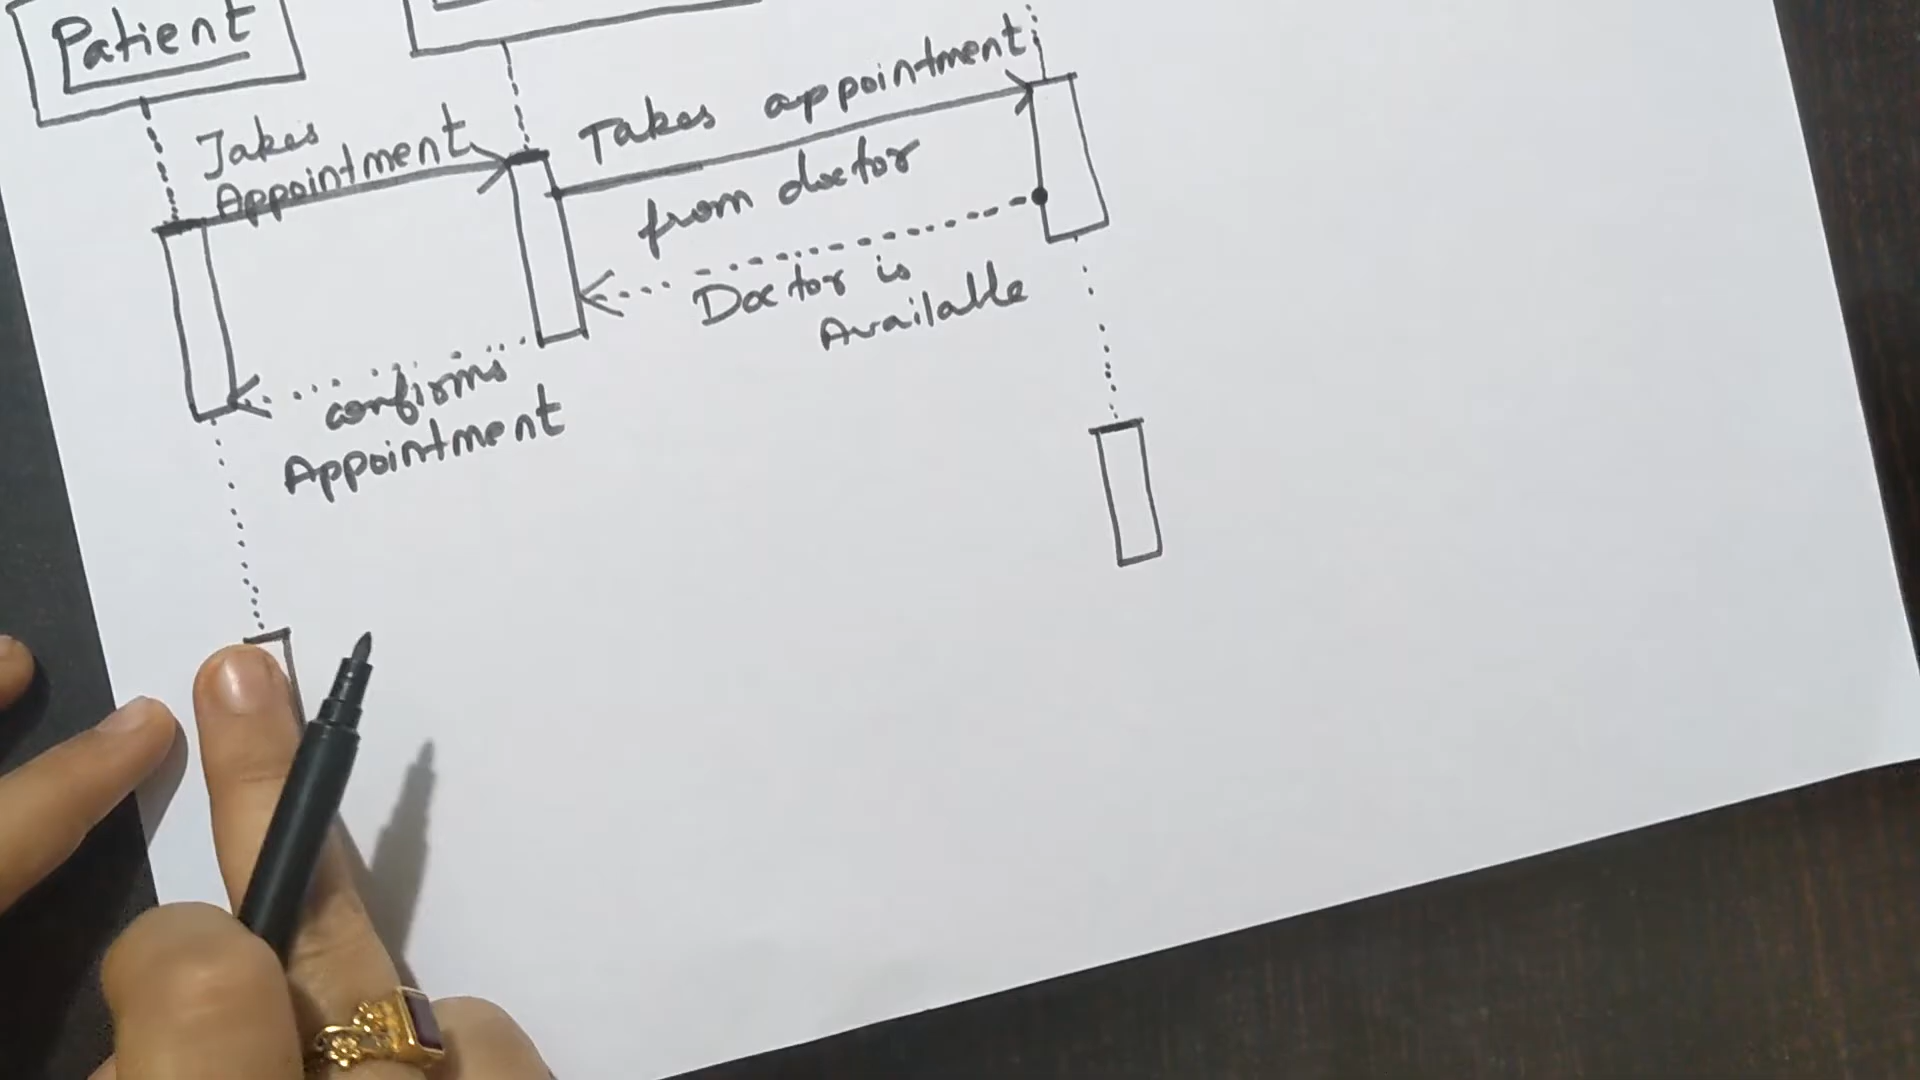 Patient
Takes
Appointment
Takes appointment
from doctor
Doctor is
Available
confirms
Appointment